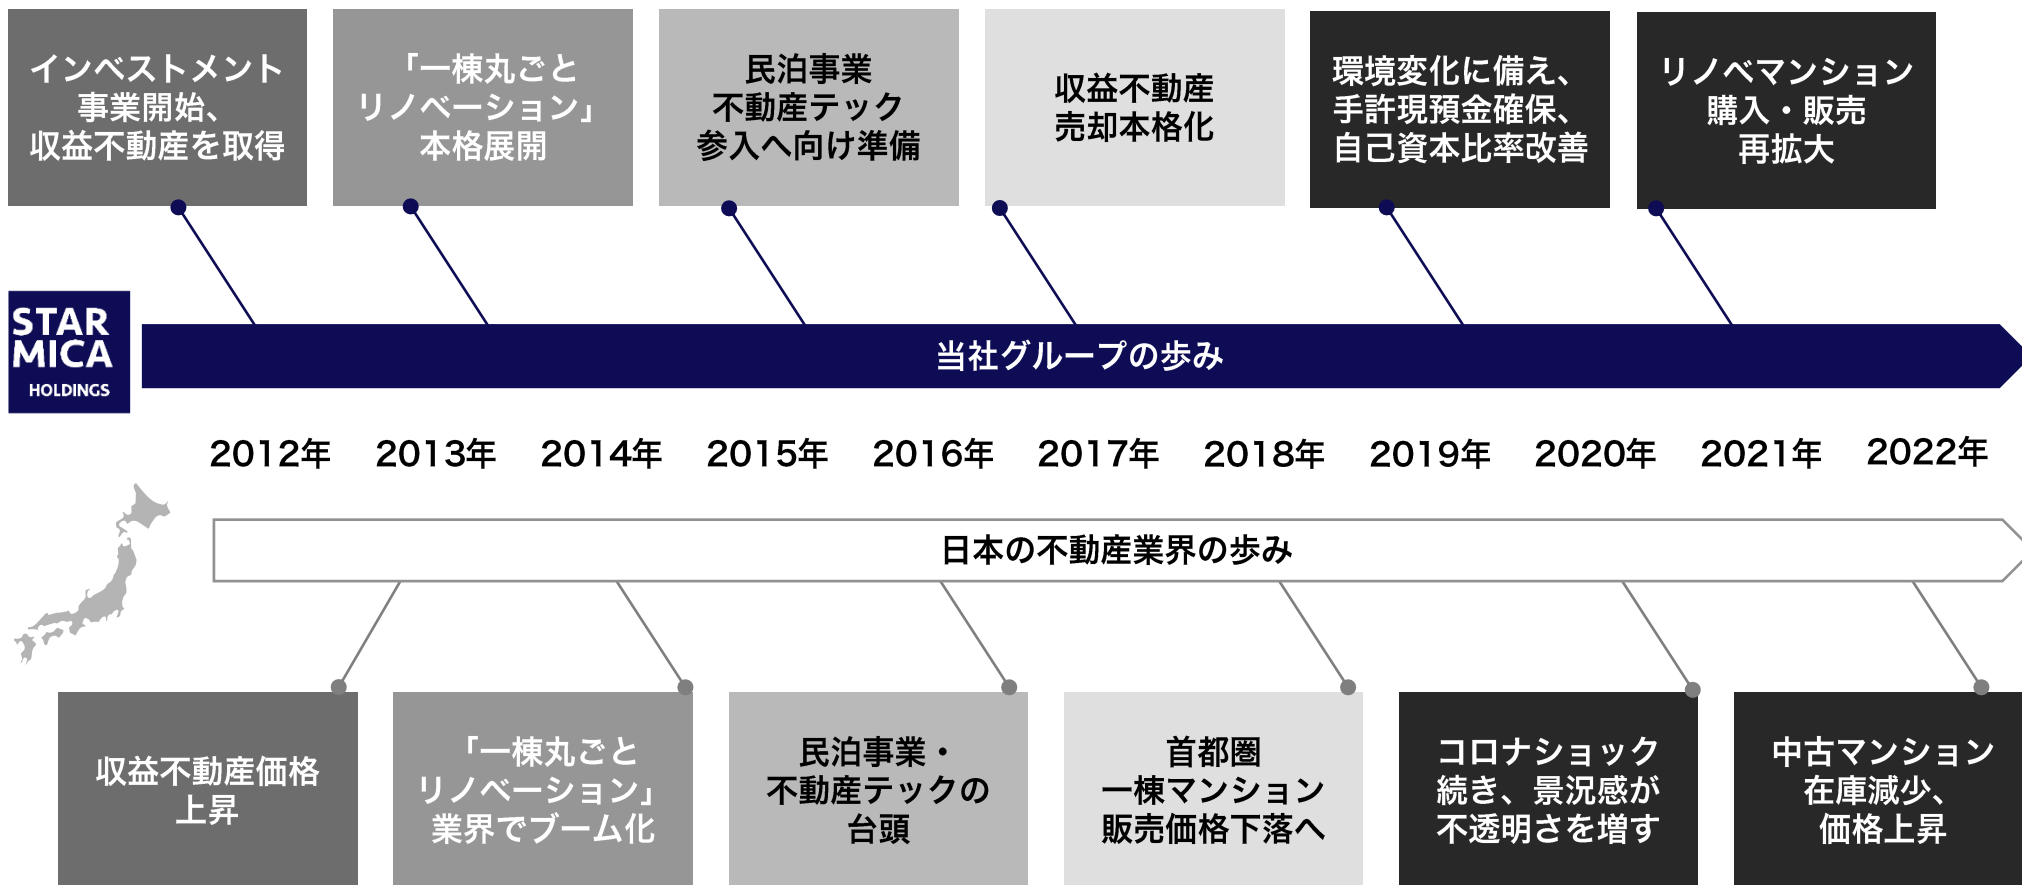 インベストメント
事業開始、
収益不動産を取得
「一棟丸ごと
リノベーション」
本格展開
民泊事業
不動産テック
参入へ向け準備
収益不動産
売却本格化
環境変化に備え、
手許現預金確保、
自己資本比率改善
リノベマンション
購入・販売
再拡大
STAR
MICA
HOLDINGS
当社グループの歩み
2012年
2013年
2014年
2015年
2016年
2017年
2018年
2019年
2020年
2021年
2022年
日本の不動産業界の歩み
収益不動産価格
上昇
「一棟丸ごと
リノベーション」
業界でブーム化
民泊事業・
不動産テックの
台頭
首都圏
一棟マンション
販売価格下落へ
コロナショック
続き、景況感が
不透明さを増す
中古マンション
在庫減少、
価格上昇